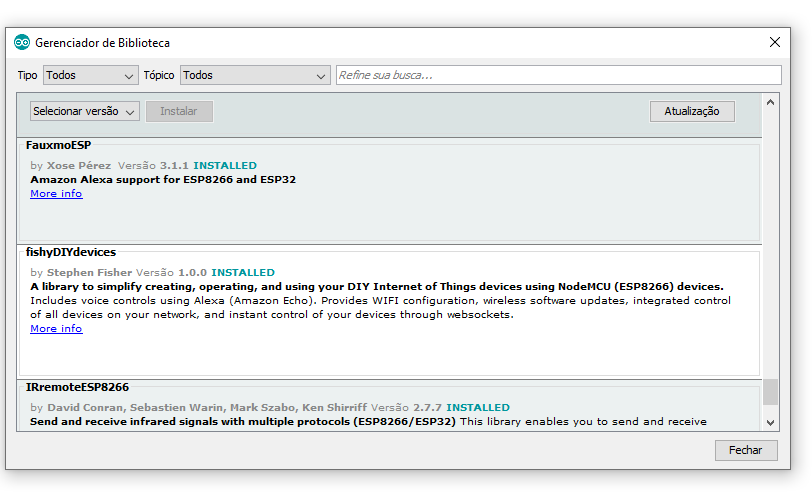 Gerenciador de Biblioteca
Tipo Todos Tópico Todos Refine sua busca...
Selecionar versão Instalar Atualização
FauxmoESP
by Xose Pérez Versão 3.1.1 INSTALLED
Amazon Alexa support for ESP8266 and ESP32
More info
fishyDIYdevices
by Stephen Fisher Versão 1.0.0 INSTALLED
A library to simplify creating, operating, and using your DIY Internet of Things devices using NodeMCU (ESP8266) devices.
Includes voice controls using Alexa (Amazon Echo). Provides WIFI configuration, wireless software updates, integrated control
of all devices on your network, and instant control of your devices through websockets.
More info
IRremoteESP8266
by David Conran, Sebastien Warin, Mark Szabo, Ken Shirriff Versão 2.7.7 INSTALLED
Send and receive infrared signals with multiple protocols (ESP8266/ESP32) This library enables you to send and receive
Fechar